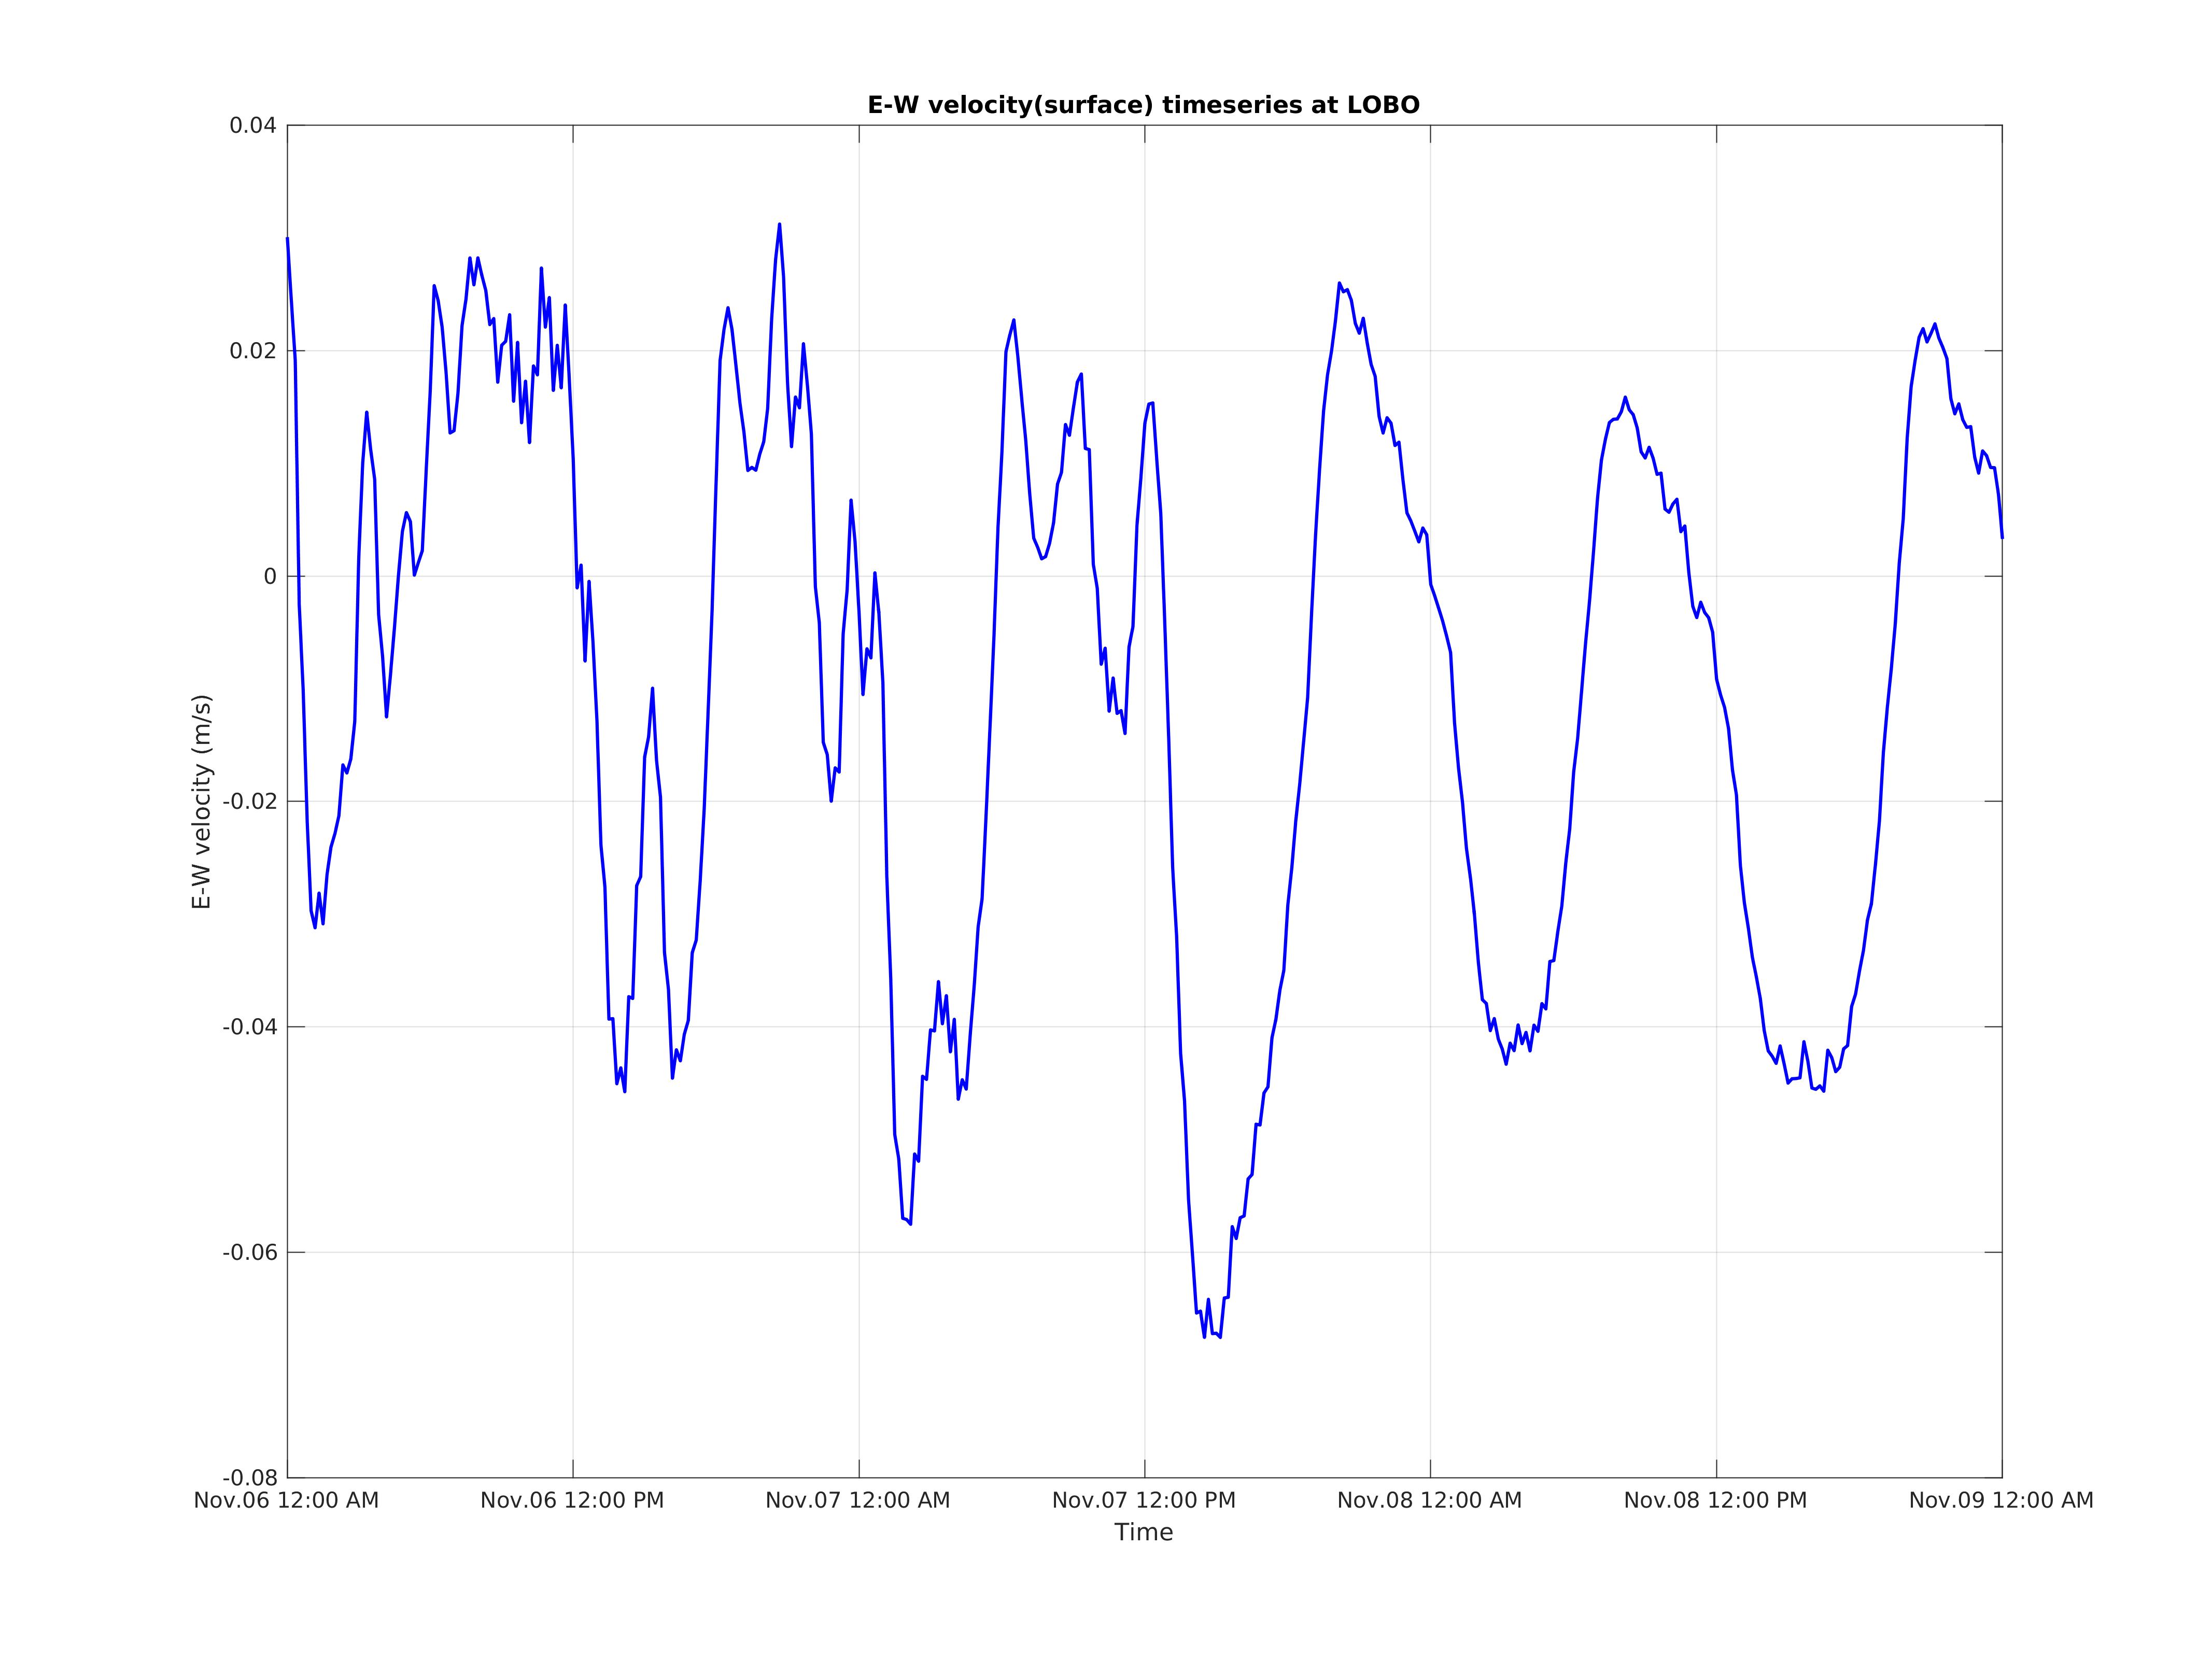 E-W velocity(surface) timeseries at LOBO
0.04
0.02
0
-0.02
-0.04
-0.06
-0.08
E-W velocity (m/s)
Nov.06 12:00 AM
Nov.06 12:00 PM
Nov.07 12:00 AM
Nov.07 12:00 PM
Nov.08 12:00 AM
Nov.08 12:00 PM
Nov.09 12:00 AM
Time